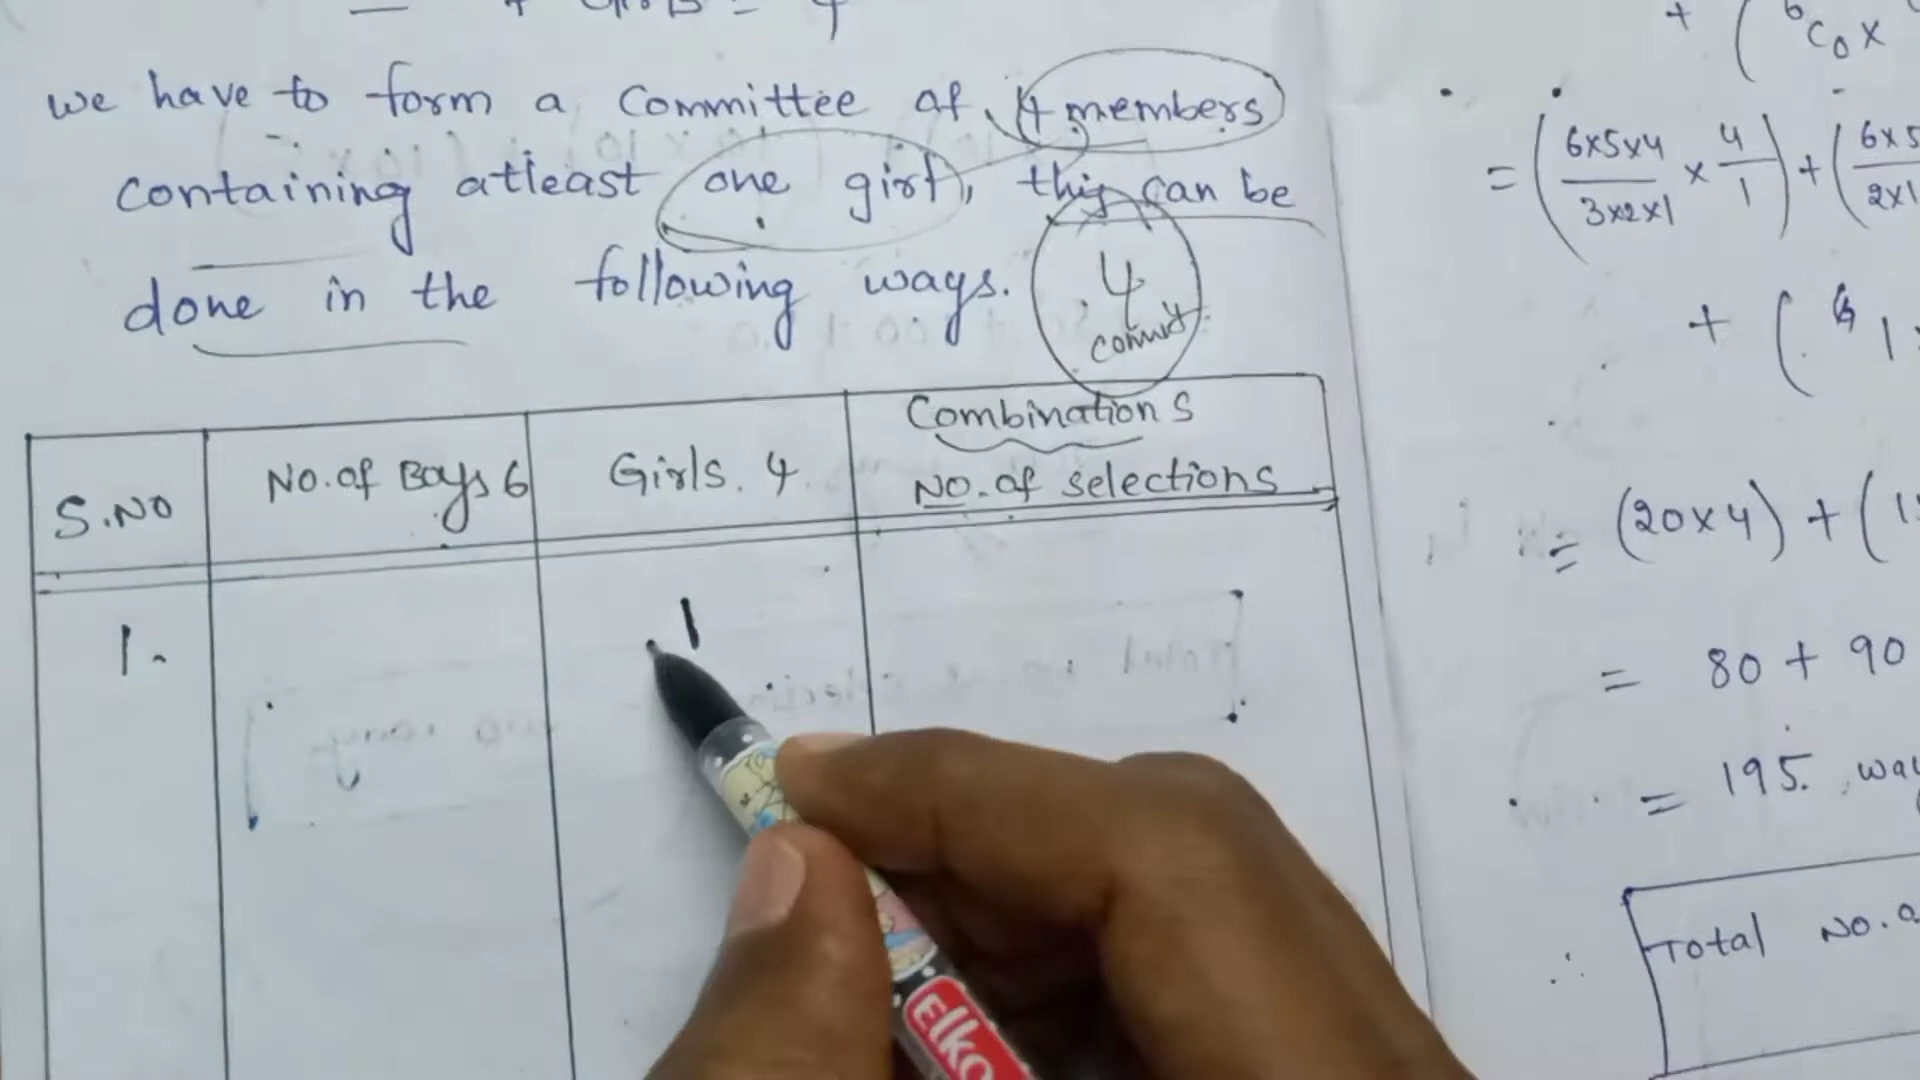 we have to form a Committee of 4 members
containing atleast one girl, this can be
done in the following ways. 4
S.NO
No. of Boys 6
Girls. 4
Combinations
No. of selections
1.
1
+ ( 6C0 x
= (6x5x4/3x2x1 x 4/1) + (6x5/2x1
+ (
= (20x4) + (1
= 80 + 90
= 195. way
∴ Total No. o
Elko